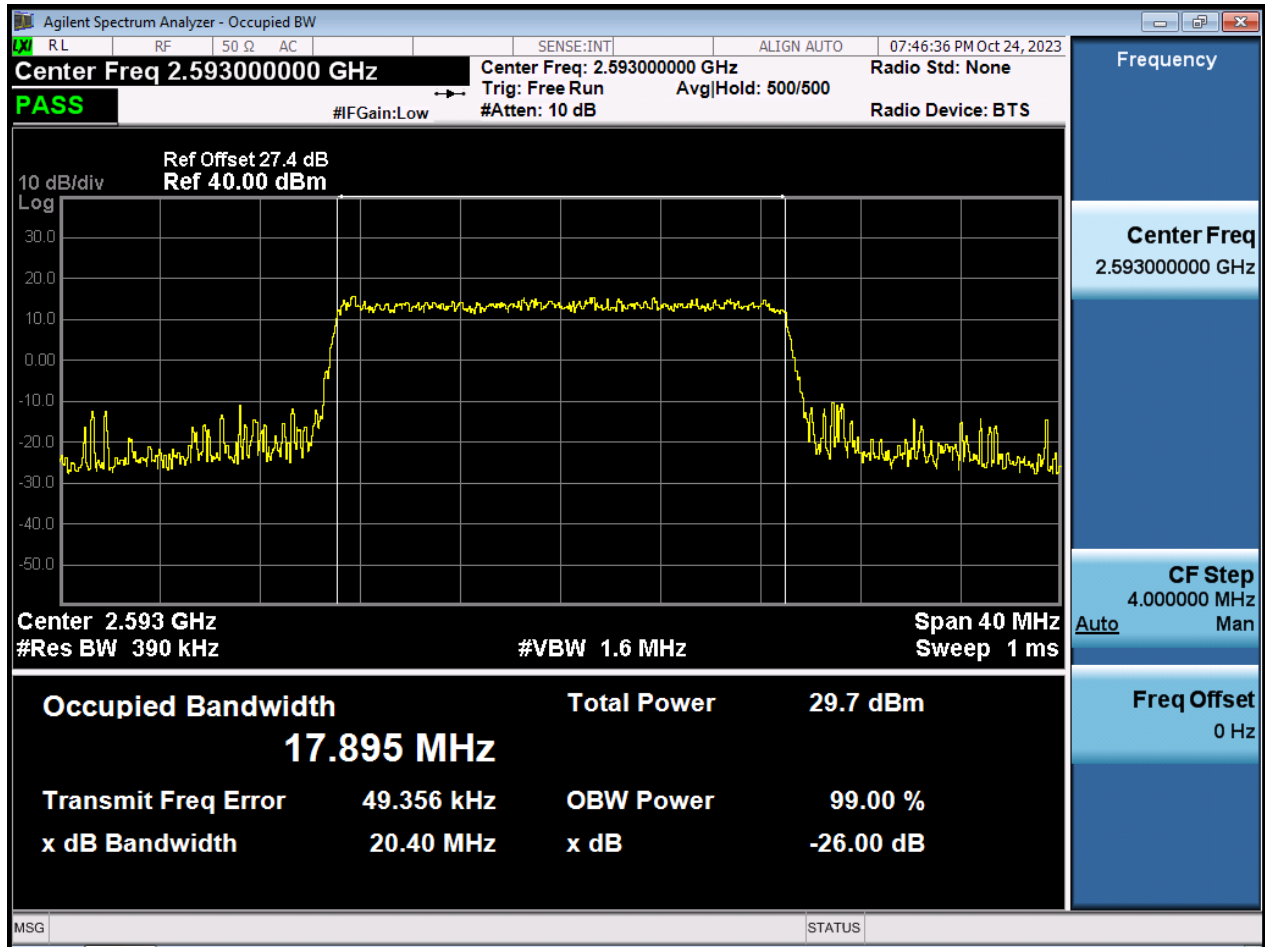 Agilent Spectrum Analyzer - Occupied BW
LXI RL RF 50 Ω AC SENSE:INT ALIGN AUTO 07:46:36 PM Oct 24, 2023
Center Freq 2.593000000 GHz
PASS
#IFGain:Low
Center Freq: 2.593000000 GHz
Trig: Free Run Avg|Hold: 500/500
#Atten: 10 dB
Radio Std: None
Radio Device: BTS
Ref Offset 27.4 dB
10 dB/div Ref 40.00 dBm
Log
30.0
20.0
10.0
0.00
-10.0
-20.0
-30.0
-40.0
-50.0
Center 2.593 GHz Span 40 MHz
#Res BW 390 kHz #VBW 1.6 MHz Sweep 1 ms
Occupied Bandwidth Total Power 29.7 dBm
17.895 MHz
Transmit Freq Error 49.356 kHz OBW Power 99.00 %
x dB Bandwidth 20.40 MHz x dB -26.00 dB
MSG STATUS
Frequency
Center Freq
2.593000000 GHz
CF Step
4.000000 MHz
Auto Man
Freq Offset
0 Hz